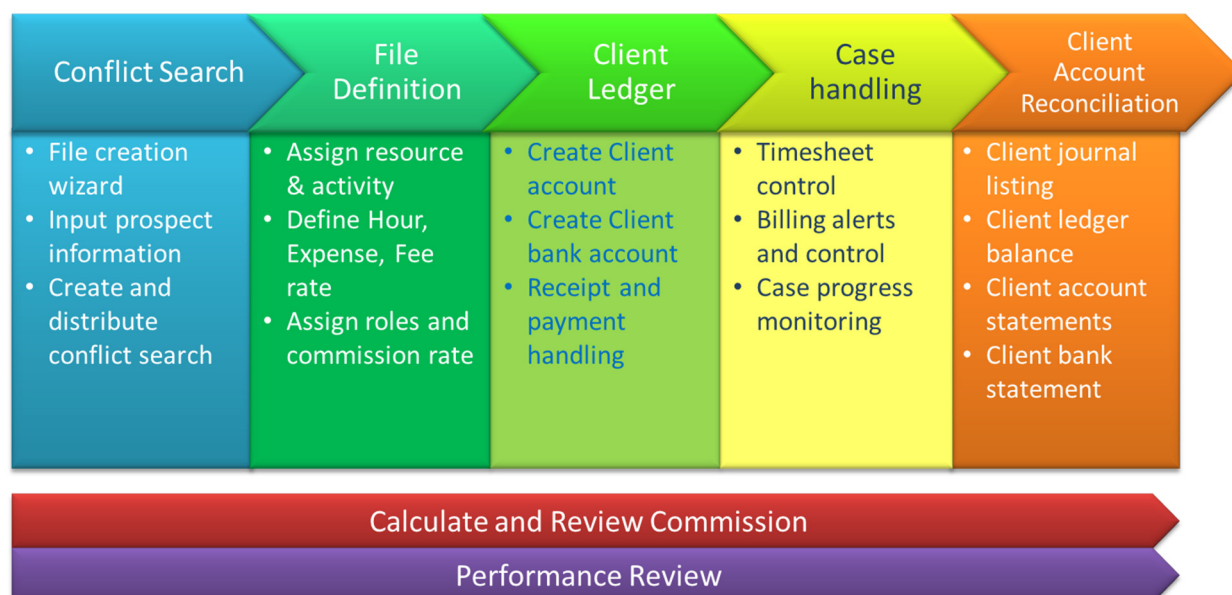 Conflict Search
File
Definition
Client
Ledger
Case
handling
Client
Account
Reconciliation
• File creation
wizard
• Input prospect
information
• Create and
distribute
conflict search
• Assign resource
& activity
• Define Hour,
Expense, Fee
rate
• Assign roles and
commission rate
• Create Client
account
• Create Client
bank account
• Receipt and
payment
handling
• Timesheet
control
• Billing alerts
and control
• Case progress
monitoring
• Client journal
listing
• Client ledger
balance
• Client account
statements
• Client bank
statement
Calculate and Review Commission
Performance Review